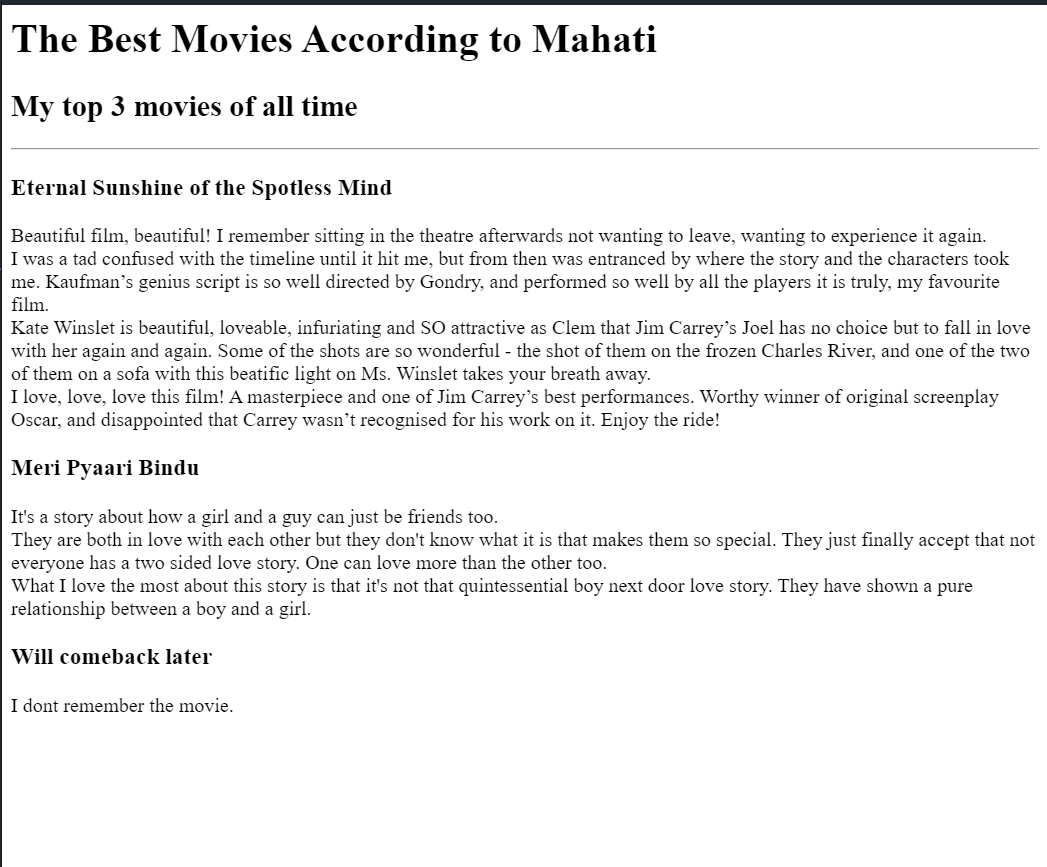 The Best Movies According to Mahati
My top 3 movies of all time
Eternal Sunshine of the Spotless Mind
Beautiful film, beautiful! I remember sitting in the theatre afterwards not wanting to leave, wanting to experience it again.
I was a tad confused with the timeline until it hit me, but from then was entranced by where the story and the characters took
me. Kaufman’s genius script is so well directed by Gondry, and performed so well by all the players it is truly, my favourite
film.
Kate Winslet is beautiful, loveable, infuriating and SO attractive as Clem that Jim Carrey’s Joel has no choice but to fall in love
with her again and again. Some of the shots are so wonderful - the shot of them on the frozen Charles River, and one of the two
of them on a sofa with this beatific light on Ms. Winslet takes your breath away.
I love, love, love this film! A masterpiece and one of Jim Carrey’s best performances. Worthy winner of original screenplay
Oscar, and disappointed that Carrey wasn’t recognised for his work on it. Enjoy the ride!
Meri Pyaari Bindu
It's a story about how a girl and a guy can just be friends too.
They are both in love with each other but they don't know what it is that makes them so special. They just finally accept that not
everyone has a two sided love story. One can love more than the other too.
What I love the most about this story is that it's not that quintessential boy next door love story. They have shown a pure
relationship between a boy and a girl.
Will comeback later
I dont remember the movie.